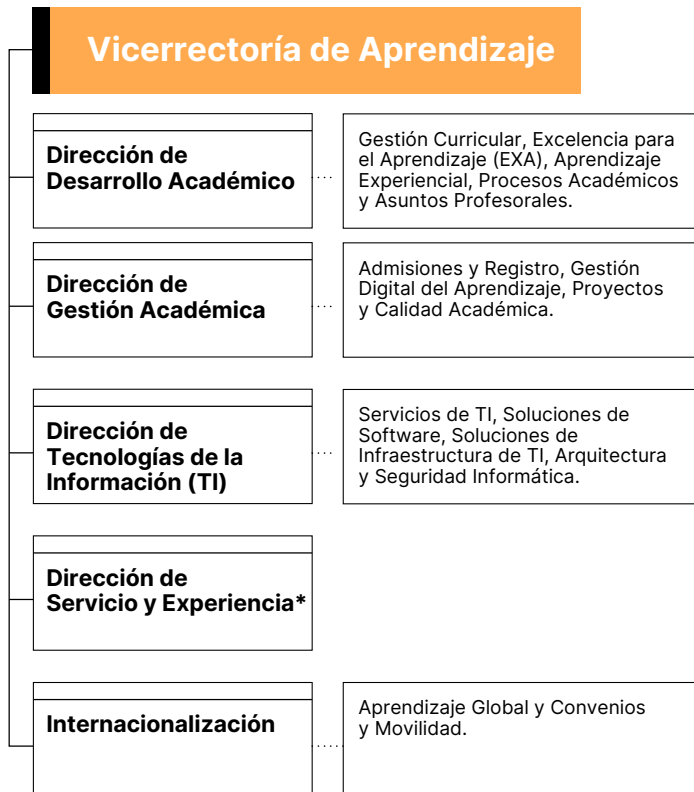 Vicerrectoría de Aprendizaje
Dirección de
Desarrollo Académico
Gestión Curricular, Excelencia para
el Aprendizaje (EXA), Aprendizaje
Experiencial, Procesos Académicos
y Asuntos Profesorales.
Dirección de
Gestión Académica
Admisiones y Registro, Gestión
Digital del Aprendizaje, Proyectos
y Calidad Académica.
Dirección de
Tecnologías de la
Información (TI)
Servicios de TI, Soluciones de
Software, Soluciones de
Infraestructura de TI, Arquitectura
y Seguridad Informática.
Dirección de
Servicio y Experiencia*
Internacionalización
Aprendizaje Global y Convenios
y Movilidad.